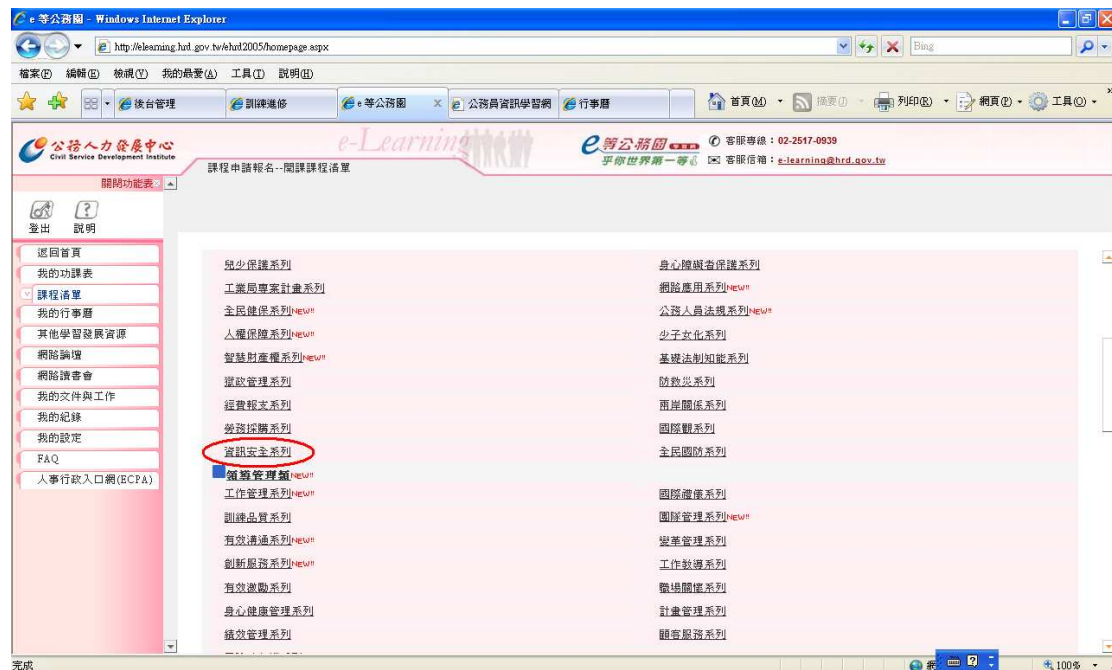 e 等公務園 - Windows Internet Explorer
http://elearning.hrd.gov.tw/ehrd2005/homepage.aspx
Bing
檔案(F) 編輯(E) 檢視(V) 我的最愛(A) 工具(T) 說明(H)
後台管理 訓練進修 e 等公務園 公務員資訊學習網 行事曆 首頁(M) 摘要(J) 列印(R) 網頁(P) 工具(O)
公務人力發展中心
Civil Service Development Institute
e-Learning
e等公務園
乎你世界第一等
客服專線：02-2517-0939
客服信箱：e-learning@hrd.gov.tw
課程申請報名--開課課程清單
關閉功能表
登出 說明
返回首頁
我的功課表
課程清單
我的行事曆
其他學習發展資源
網路論壇
網路讀書會
我的文件與工作
我的紀錄
我的設定
FAQ
人事行政入口網(ECPA)
兒少保護系列 身心障礙者保護系列
工業局專案計畫系列 網路應用系列NEW!!
全民健保系列NEW!! 公務人員法規系列NEW!!
人權保障系列NEW!! 少子女化系列
智慧財產權系列NEW!! 基礎法制知能系列
檔政管理系列 防救災系列
經費報支系列 兩岸關係系列
勞務採購系列 國際觀系列
資訊安全系列 全民國防系列
領導管理類NEW!!
工作管理系列NEW!! 國際禮儀系列
訓練品質系列 團隊管理系列NEW!!
有效溝通系列NEW!! 變革管理系列
創新服務系列NEW!! 工作教導系列
有效激勵系列 職場關懷系列
身心健康管理系列 計畫管理系列
績效管理系列 顧客服務系列
完成
100%